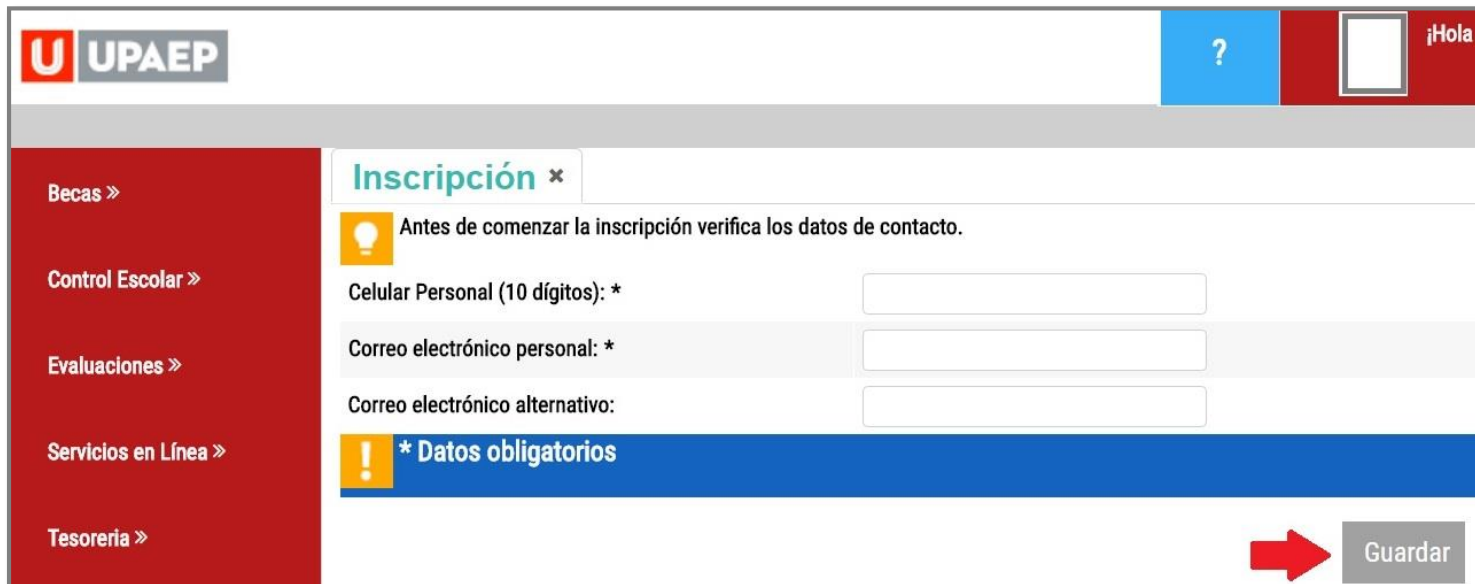 U UPAEP
?
¡Hola
Becas »
Control Escolar »
Evaluaciones »
Servicios en Línea »
Tesoreria »
Inscripción ×
Antes de comenzar la inscripción verifica los datos de contacto.
Celular Personal (10 dígitos): *
Correo electrónico personal: *
Correo electrónico alternativo:
! * Datos obligatorios
Guardar